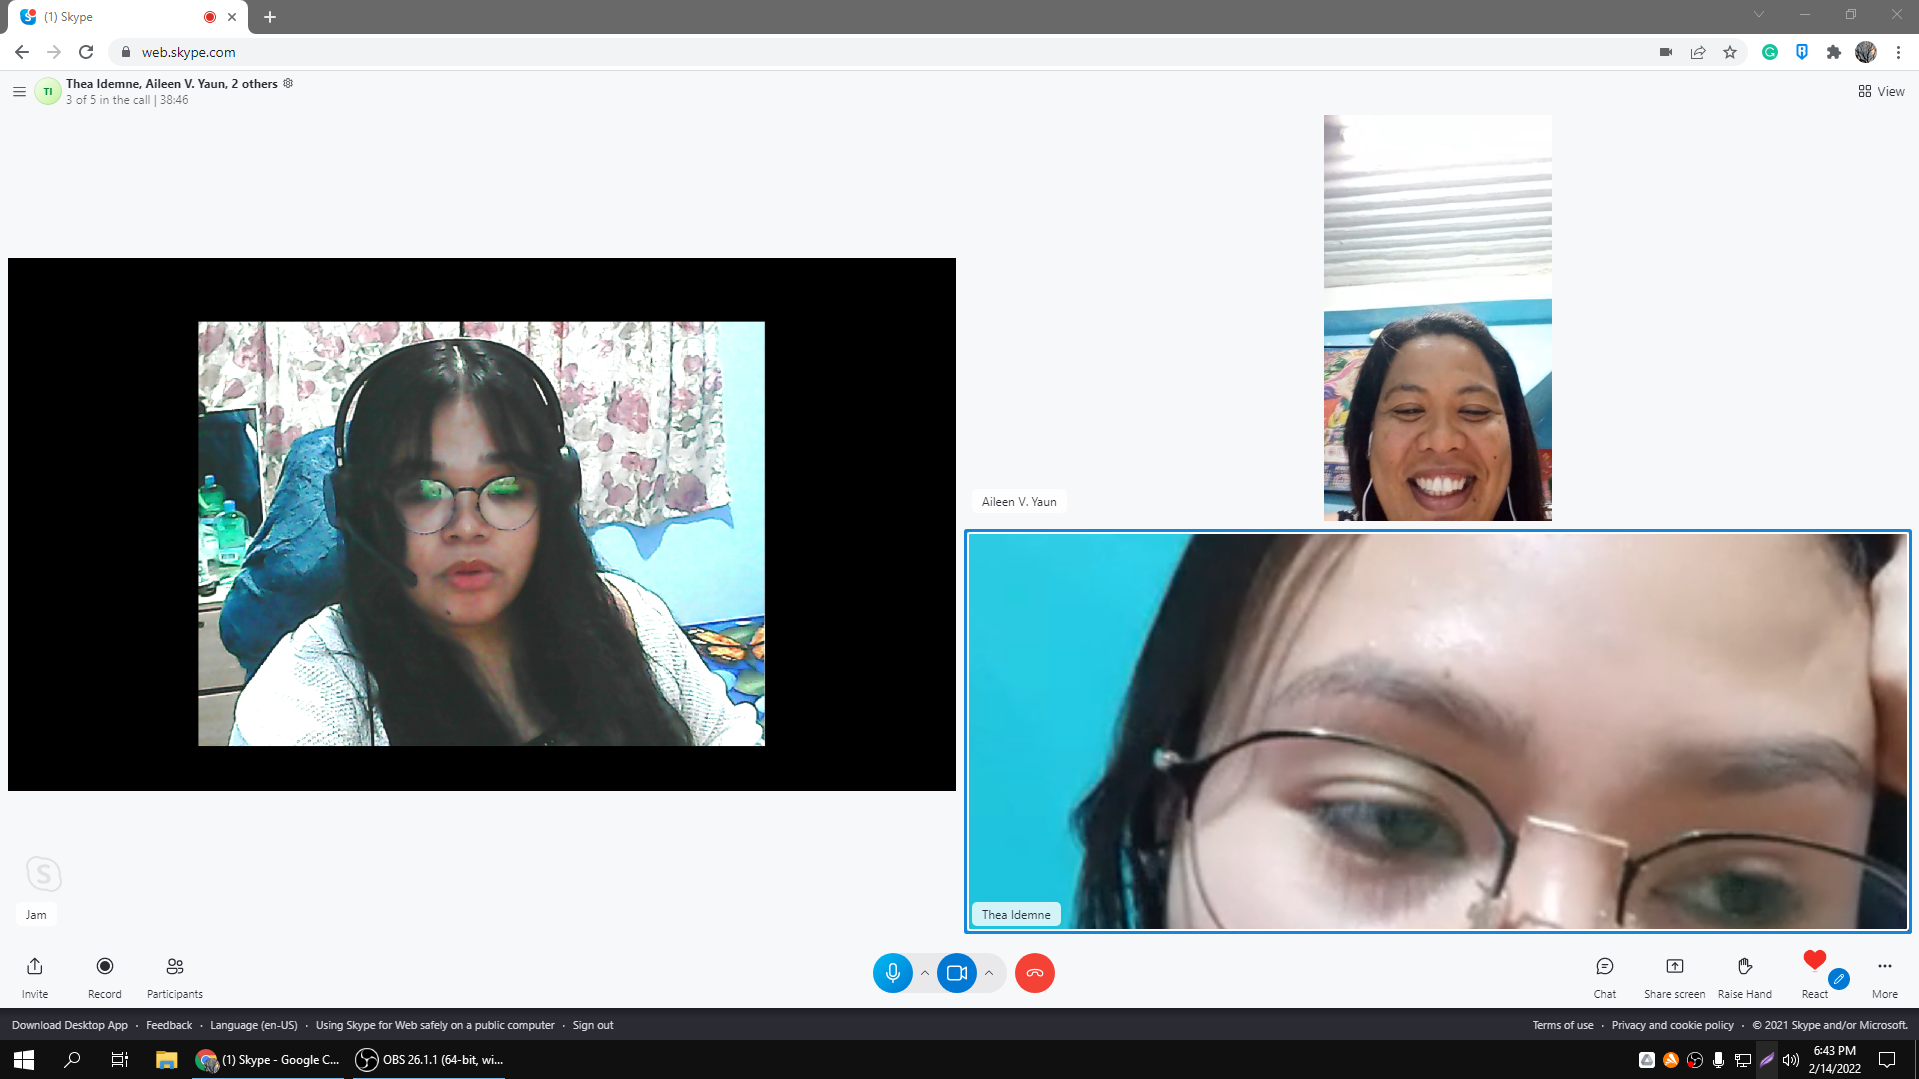 (1) Skype
web.skype.com
TI
Thea Idemne, Aileen V. Yaun, 2 others
3 of 5 in the call | 38:46
View
Aileen V. Yaun
Thea Idemne
S
Jam
Invite
Record
Participants
Chat
Share screen
Raise Hand
React
More
Download Desktop App · Feedback · Language (en-US) · Using Skype for Web safely on a public computer · Sign out
Terms of use · Privacy and cookie policy · © 2021 Skype and/or Microsoft.
(1) Skype - Google C...
OBS 26.1.1 (64-bit, wi...
6:43 PM
2/14/2022